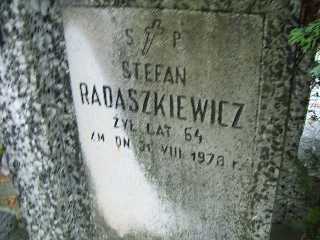 S P
STEFAN
RADASZKIEWICZ
ŻYŁ LAT 64
ZM DN 31 VIII 1978 r.